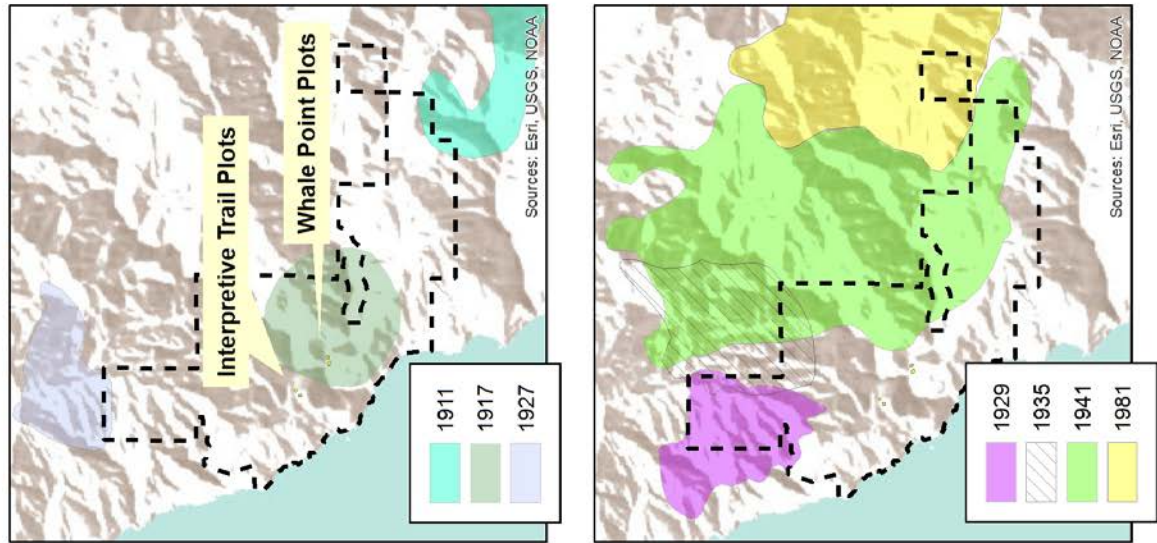 Interpretive Trail Plots
Whale Point Plots
1911
1917
1927
Sources: Esri, USGS, NOAA
1929
1935
1941
1981
Sources: Esri, USGS, NOAA